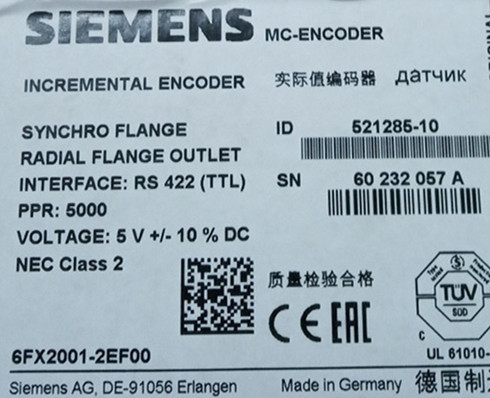 SIEMENS MC-ENCODER
INCREMENTAL ENCODER 实际值编码器 датчик
SYNCHRO FLANGE
RADIAL FLANGE OUTLET
INTERFACE: RS 422 (TTL)
PPR: 5000
VOLTAGE: 5 V +/- 10 % DC
NEC Class 2
ID 521285-10
SN 60 232 057 A
质量检验合格
CE EAC
TÜV
SÜD
C
UL 61010-
6FX2001-2EF00
Siemens AG, DE-91056 Erlangen
Made in Germany 德国制造